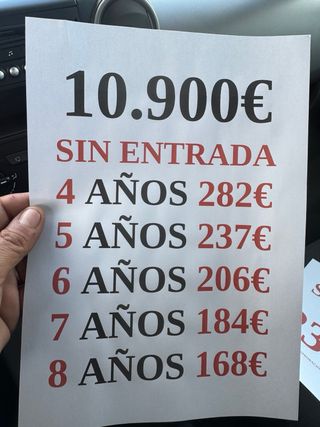 10.900€
SIN ENTRADA
4 AÑOS 282€
5 AÑOS 237€
6 AÑOS 206€
7 AÑOS 184€
8 AÑOS 168€